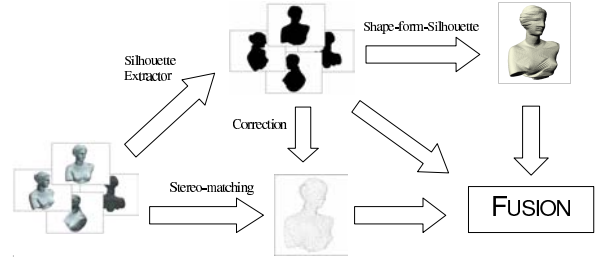 Shape-form-Silhouette
Silhouette
Extractor
Correction
Stereo-matching
FUSION